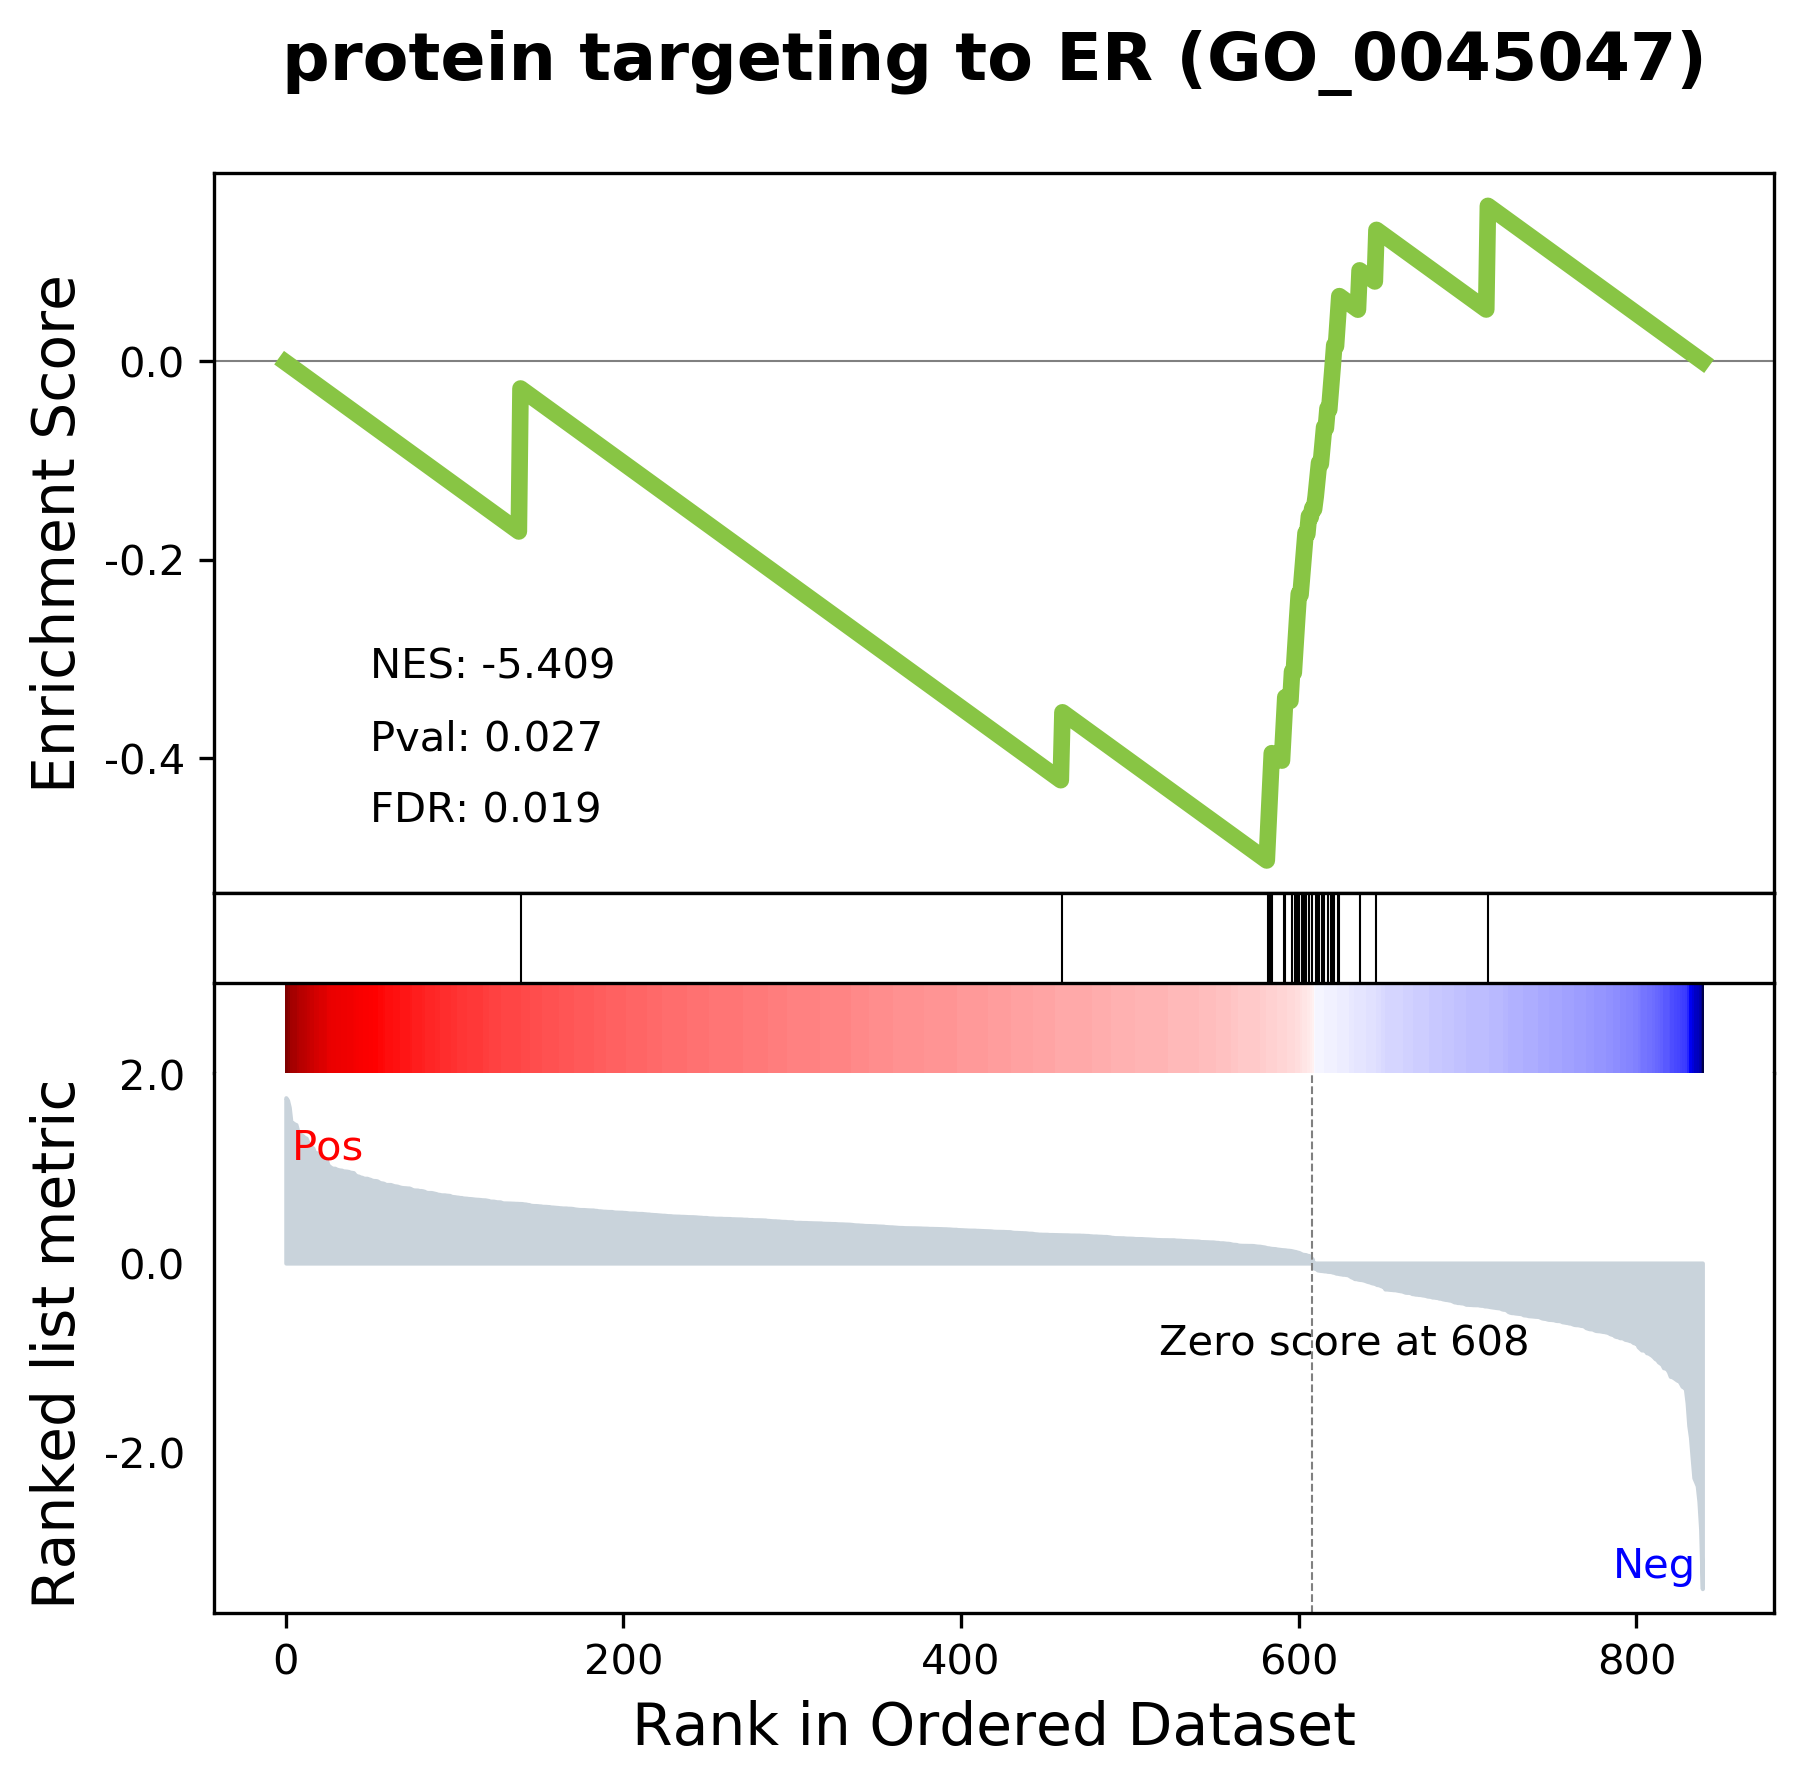 protein targeting to ER (GO_0045047)
Enrichment Score
0.0
-0.2
-0.4
NES: -5.409
Pval: 0.027
FDR: 0.019
Ranked list metric
2.0
0.0
-2.0
Pos
Zero score at 608
Neg
0 200 400 600 800
Rank in Ordered Dataset